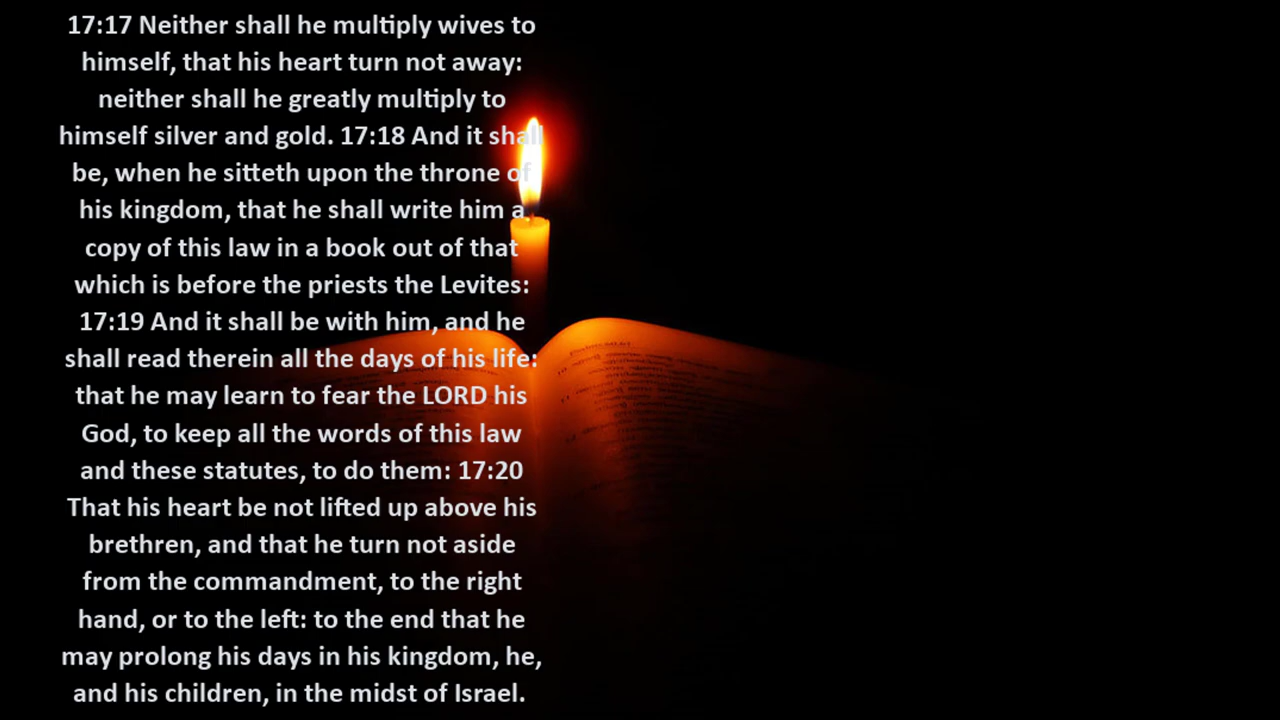 17:17 Neither shall he multiply wives to
himself, that his heart turn not away:
neither shall he greatly multiply to
himself silver and gold. 17:18 And it shall
be, when he sitteth upon the throne of
his kingdom, that he shall write him a
copy of this law in a book out of that
which is before the priests the Levites:
17:19 And it shall be with him, and he
shall read therein all the days of his life:
that he may learn to fear the LORD his
God, to keep all the words of this law
and these statutes, to do them: 17:20
That his heart be not lifted up above his
brethren, and that he turn not aside
from the commandment, to the right
hand, or to the left: to the end that he
may prolong his days in his kingdom, he,
and his children, in the midst of Israel.